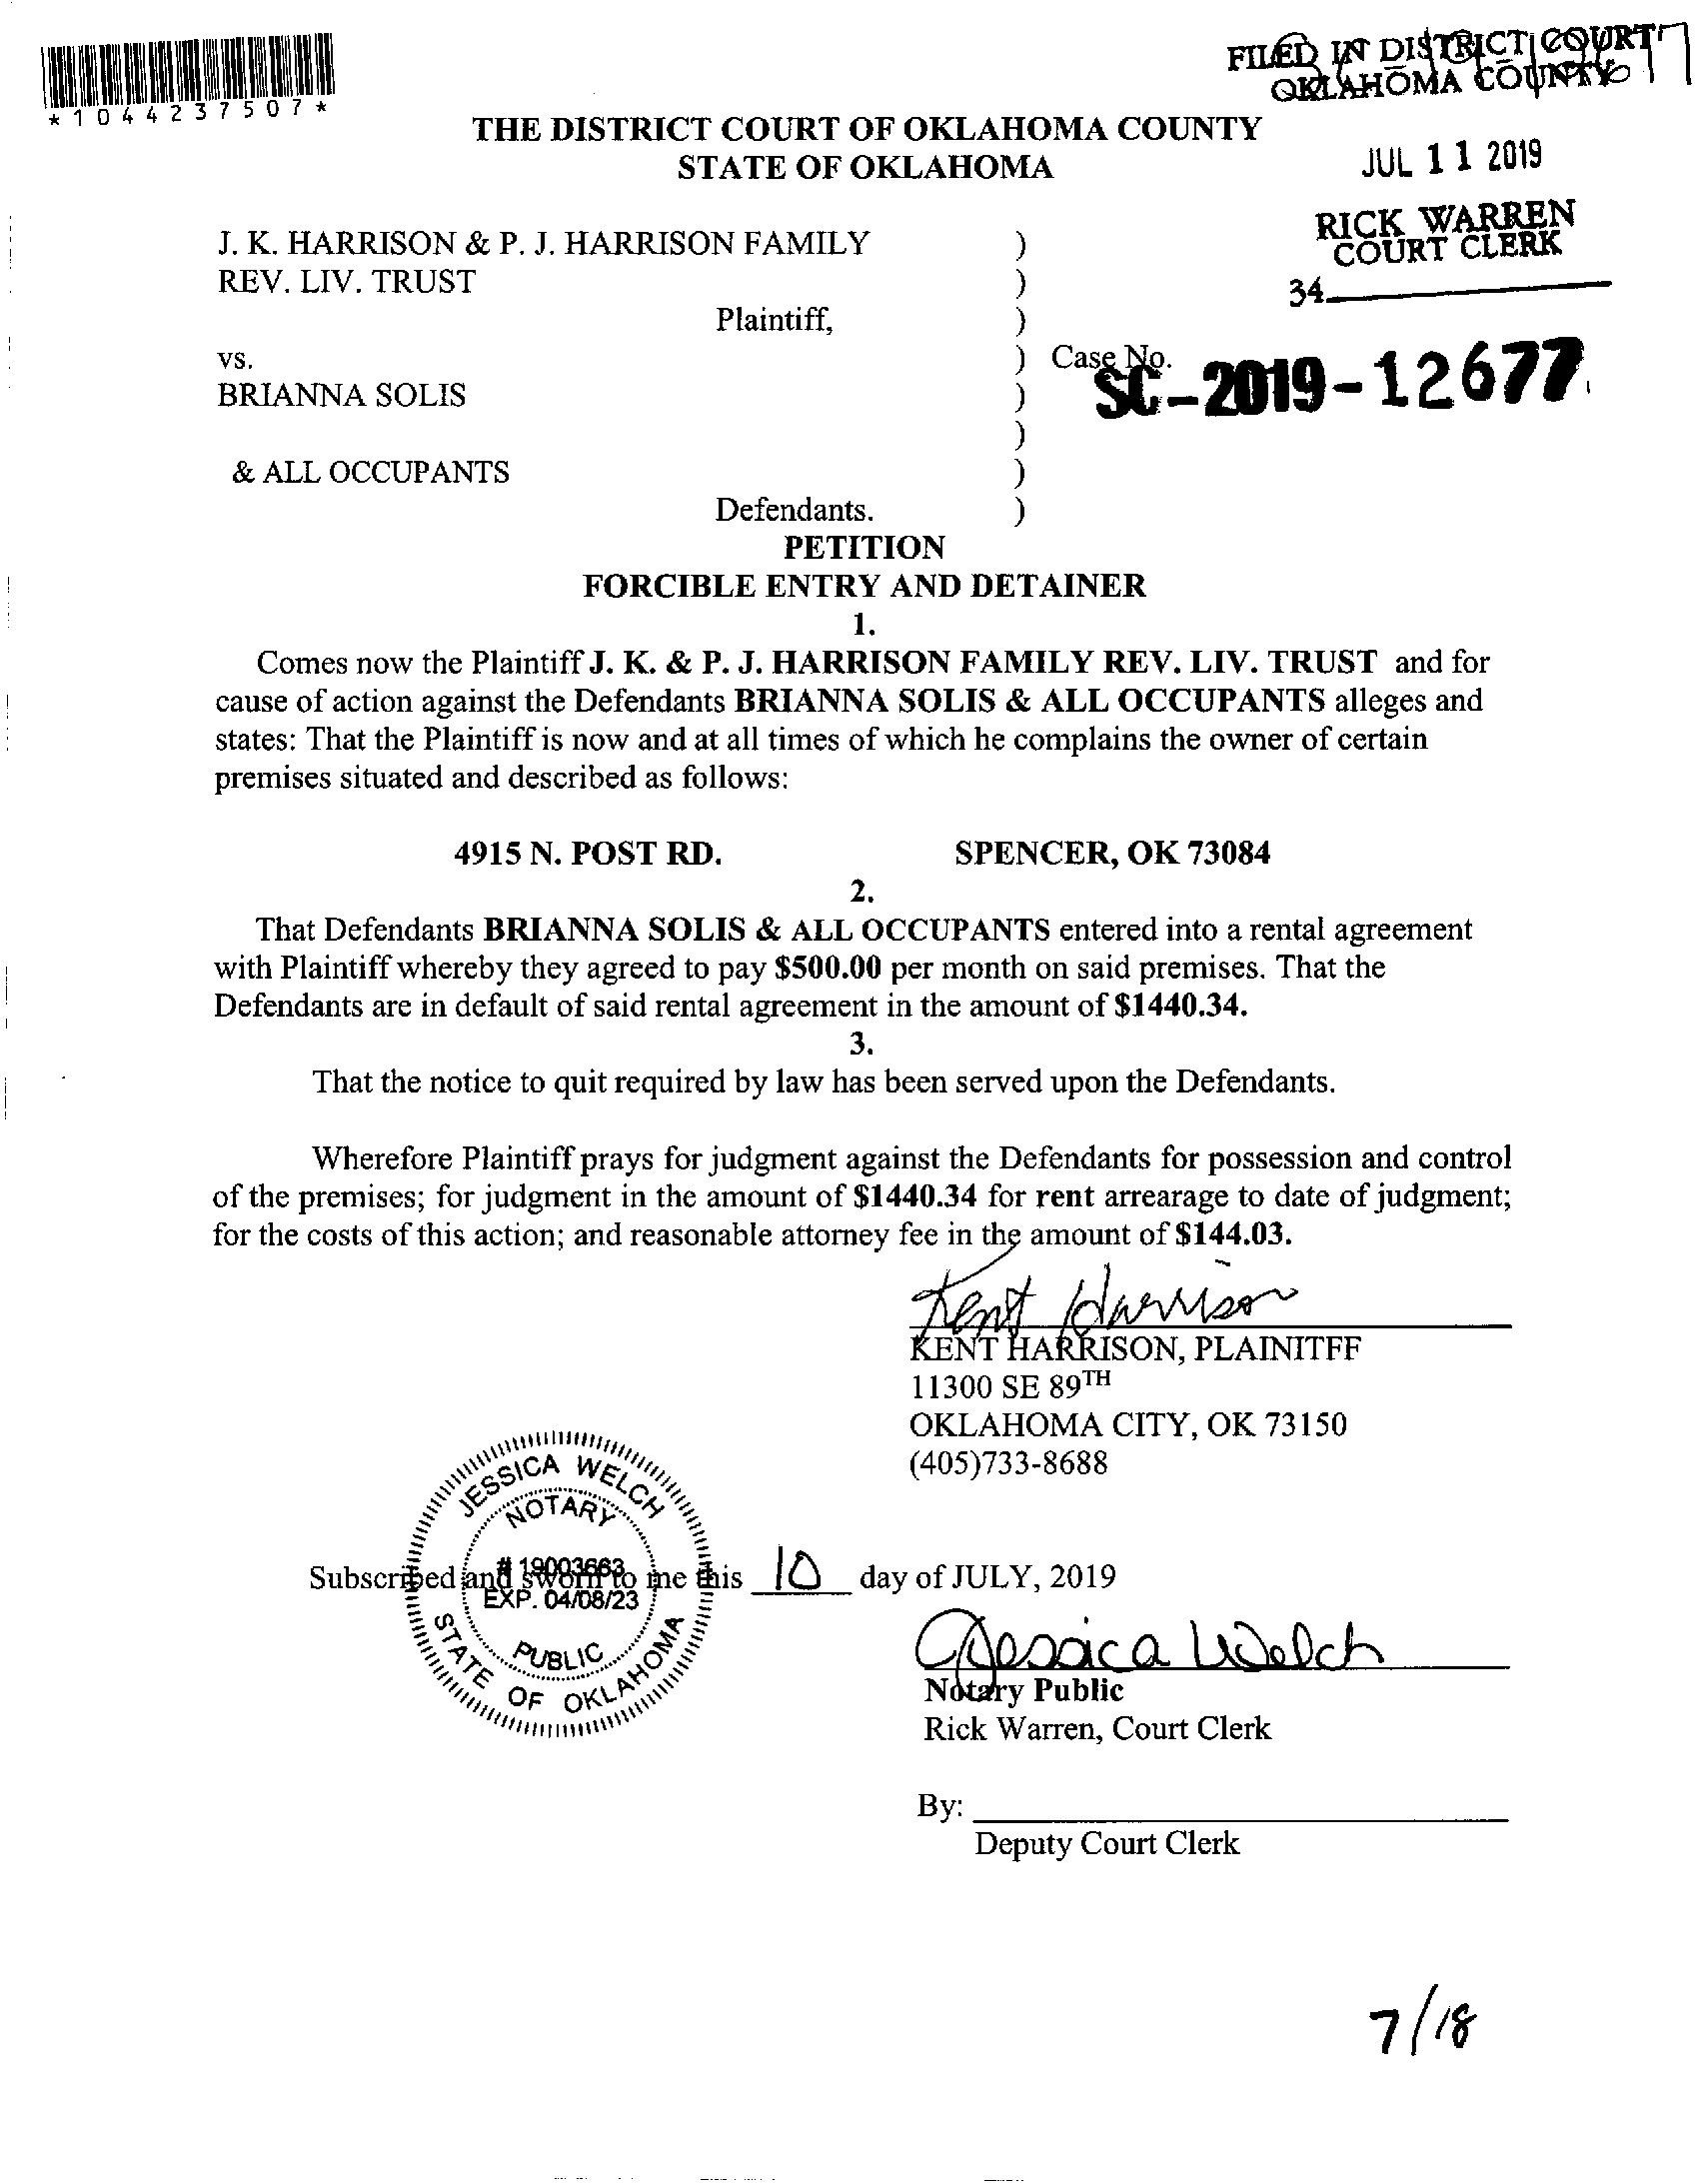 *1044237507*
FILED IN DISTRICT COURT
OKLAHOMA COUNTY
THE DISTRICT COURT OF OKLAHOMA COUNTY
STATE OF OKLAHOMA
JUL 11 2019
RICK WARREN
COURT CLERK
34
J. K. HARRISON & P. J. HARRISON FAMILY )
REV. LIV. TRUST )
Plaintiff, )
vs. ) Case No. SC-2019-12677
BRIANNA SOLIS )
)
& ALL OCCUPANTS )
Defendants. )
PETITION
FORCIBLE ENTRY AND DETAINER
1.
Comes now the Plaintiff J. K. & P. J. HARRISON FAMILY REV. LIV. TRUST and for
cause of action against the Defendants BRIANNA SOLIS & ALL OCCUPANTS alleges and
states: That the Plaintiff is now and at all times of which he complains the owner of certain
premises situated and described as follows:
4915 N. POST RD. SPENCER, OK 73084
2.
That Defendants BRIANNA SOLIS & ALL OCCUPANTS entered into a rental agreement
with Plaintiff whereby they agreed to pay $500.00 per month on said premises. That the
Defendants are in default of said rental agreement in the amount of $1440.34.
3.
That the notice to quit required by law has been served upon the Defendants.
Wherefore Plaintiff prays for judgment against the Defendants for possession and control
of the premises; for judgment in the amount of $1440.34 for rent arrearage to date of judgment;
for the costs of this action; and reasonable attorney fee in the amount of $144.03.
Kent Harrison
KENT HARRISON, PLAINITFF
11300 SE 89TH
OKLAHOMA CITY, OK 73150
(405)733-8688
JESSICA WELCH
NOTARY
# 19003663
EXP. 04/08/23
PUBLIC
STATE OF OKLAHOMA
Subscribed and sworn to me this 10 day of JULY, 2019
Jessica Welch
Notary Public
Rick Warren, Court Clerk
By:
Deputy Court Clerk
7/18